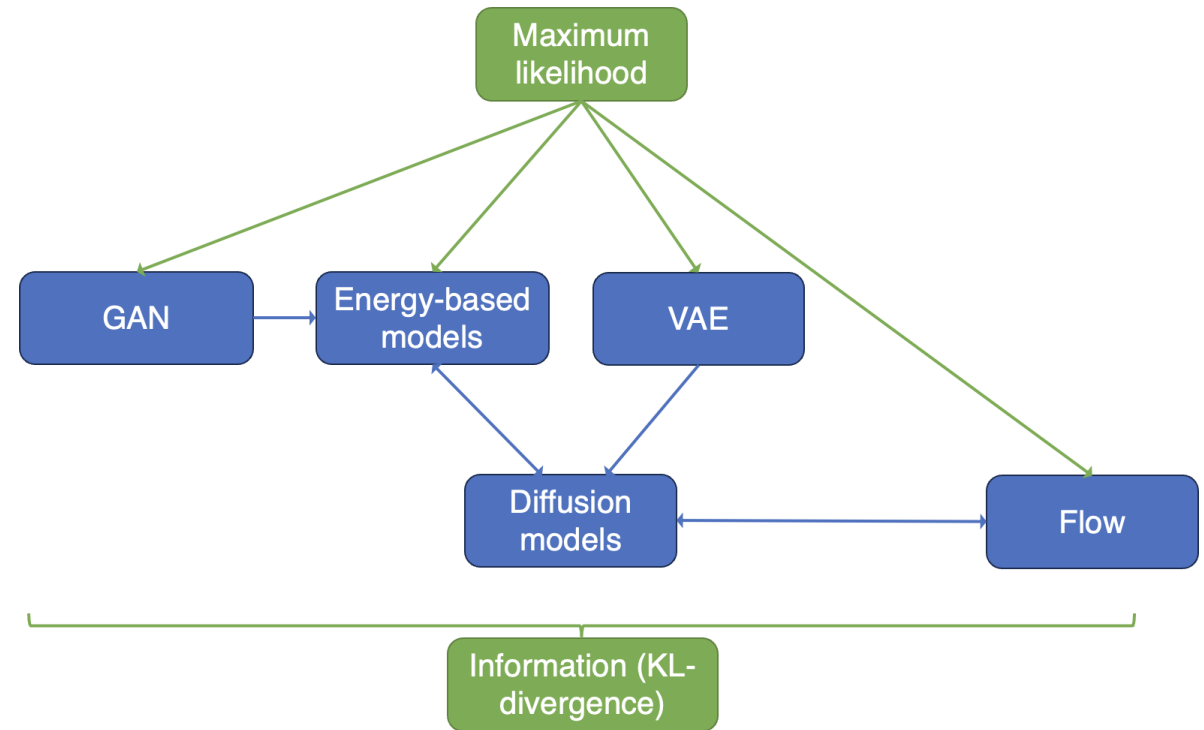 Maximum
likelihood
GAN
Energy-based
models
VAE
Diffusion
models
Flow
Information (KL-
divergence)